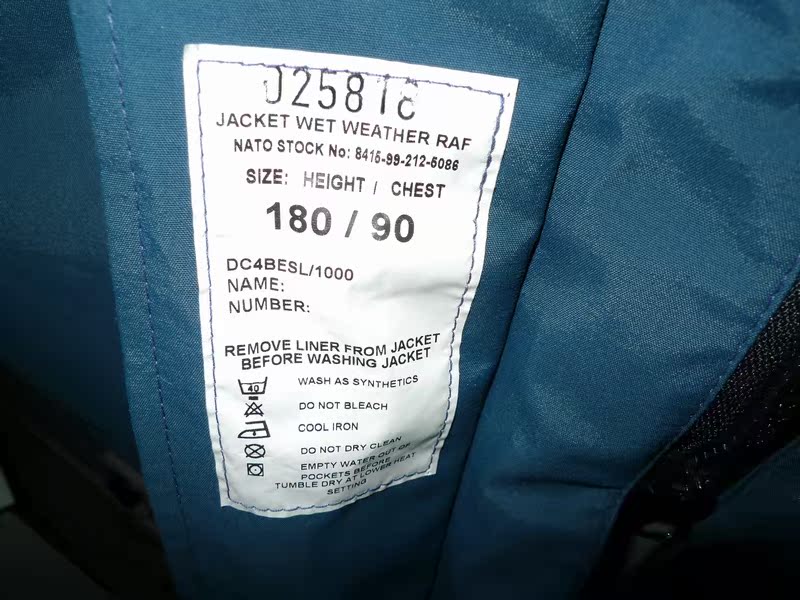 025818
JACKET WET WEATHER RAF
NATO STOCK No: 8415-99-212-5086
SIZE: HEIGHT / CHEST
180 / 90
DC4BESL/1000
NAME:
NUMBER:
REMOVE LINER FROM JACKET
BEFORE WASHING JACKET
40 WASH AS SYNTHETICS
DO NOT BLEACH
COOL IRON
DO NOT DRY CLEAN
EMPTY WATER OUT OF
POCKETS BEFORE
TUMBLE DRY AT LOWER HEAT
SETTING